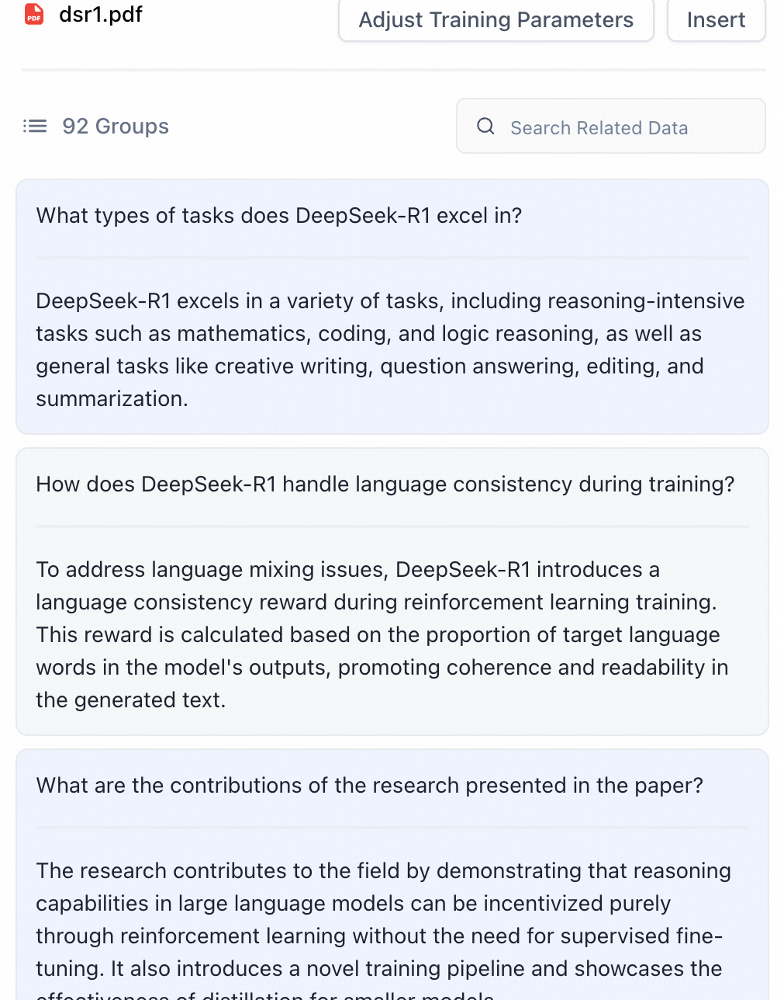 dsr1.pdf
Adjust Training Parameters
Insert
92 Groups
Search Related Data
What types of tasks does DeepSeek-R1 excel in?
DeepSeek-R1 excels in a variety of tasks, including reasoning-intensive
tasks such as mathematics, coding, and logic reasoning, as well as
general tasks like creative writing, question answering, editing, and
summarization.
How does DeepSeek-R1 handle language consistency during training?
To address language mixing issues, DeepSeek-R1 introduces a
language consistency reward during reinforcement learning training.
This reward is calculated based on the proportion of target language
words in the model's outputs, promoting coherence and readability in
the generated text.
What are the contributions of the research presented in the paper?
The research contributes to the field by demonstrating that reasoning
capabilities in large language models can be incentivized purely
through reinforcement learning without the need for supervised fine-
tuning. It also introduces a novel training pipeline and showcases the
effectiveness of distillation for smaller models.